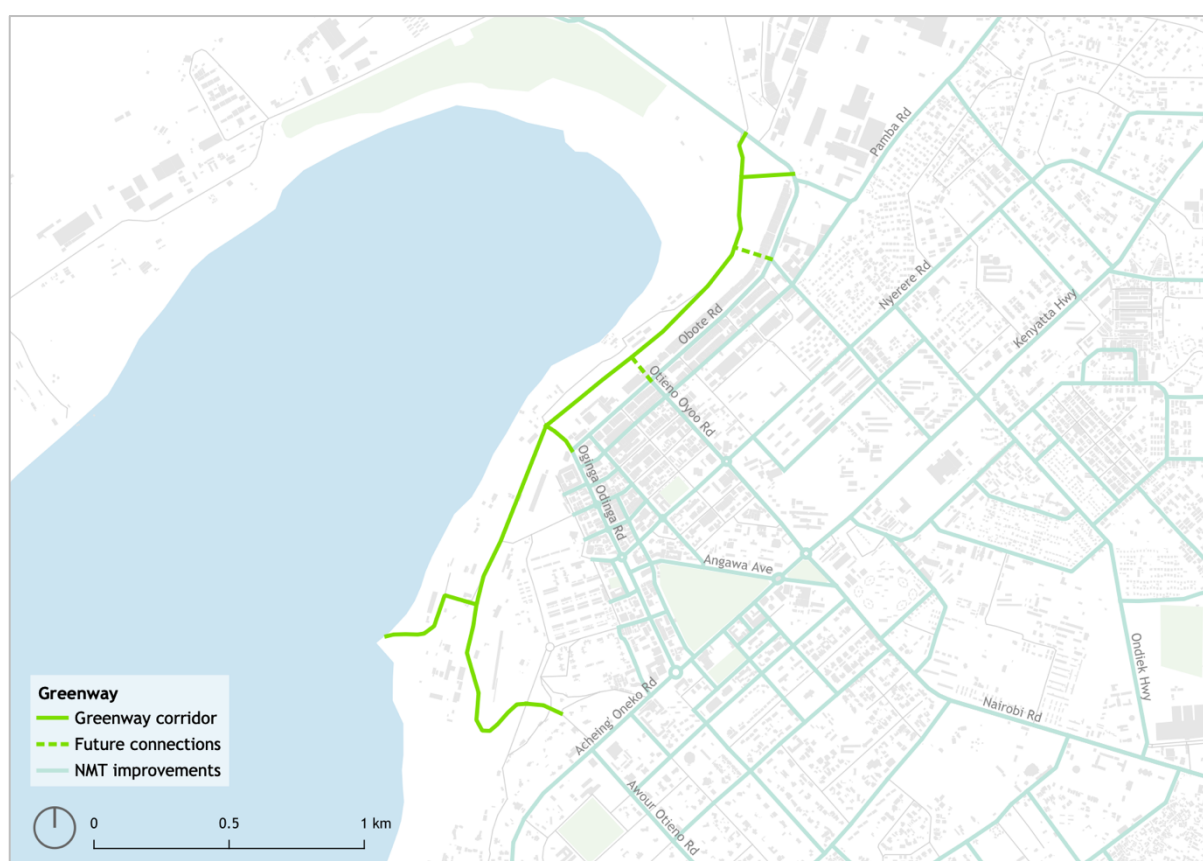 Pamba Rd
Nyerere Rd
Kenyatta Hwy
Obote Rd
Otieno Oyoo Rd
Oginga Odinga Rd
Angawa Ave
Ondiek Hwy
Nairobi Rd
Acheing' Oneko Rd
Awour Otieno Rd
Greenway
Greenway corridor
Future connections
NMT improvements
0 0.5 1 km